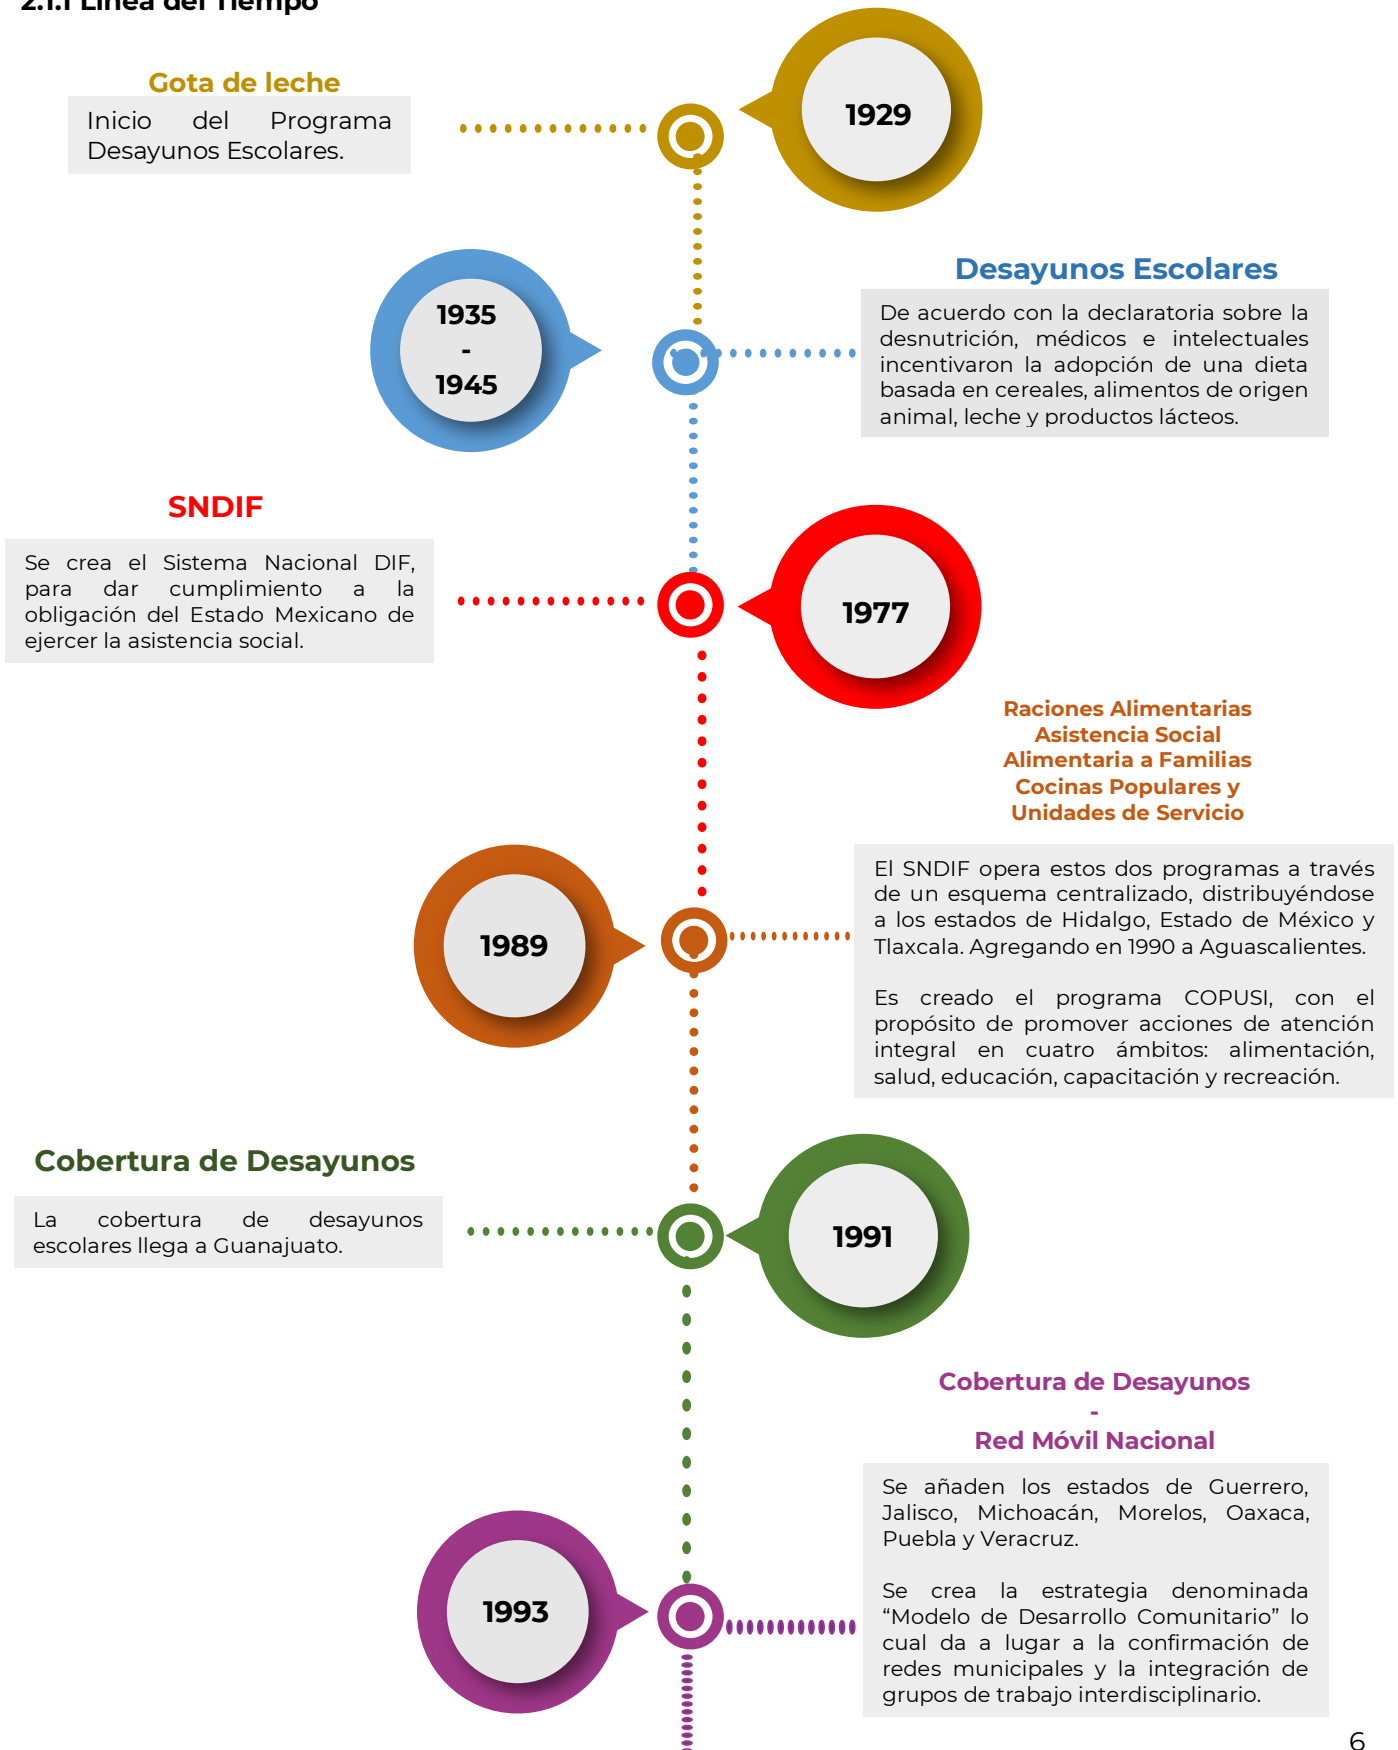 2.1.1 Línea del Tiempo
Gota de leche
Inicio del Programa
Desayunos Escolares.
1929
1935
-
1945
Desayunos Escolares
De acuerdo con la declaratoria sobre la
desnutrición, médicos e intelectuales
incentivaron la adopción de una dieta
basada en cereales, alimentos de origen
animal, leche y productos lácteos.
SNDIF
Se crea el Sistema Nacional DIF,
para dar cumplimiento a la
obligación del Estado Mexicano de
ejercer la asistencia social.
1977
Raciones Alimentarias
Asistencia Social
Alimentaria a Familias
Cocinas Populares y
Unidades de Servicio
1989
El SNDIF opera estos dos programas a través
de un esquema centralizado, distribuyéndose
a los estados de Hidalgo, Estado de México y
Tlaxcala. Agregando en 1990 a Aguascalientes.
Es creado el programa COPUSI, con el
propósito de promover acciones de atención
integral en cuatro ámbitos: alimentación,
salud, educación, capacitación y recreación.
Cobertura de Desayunos
La cobertura de desayunos
escolares llega a Guanajuato.
1991
Cobertura de Desayunos
-
Red Móvil Nacional
1993
Se añaden los estados de Guerrero,
Jalisco, Michoacán, Morelos, Oaxaca,
Puebla y Veracruz.
Se crea la estrategia denominada
“Modelo de Desarrollo Comunitario” lo
cual da a lugar a la confirmación de
redes municipales y la integración de
grupos de trabajo interdisciplinario.
6